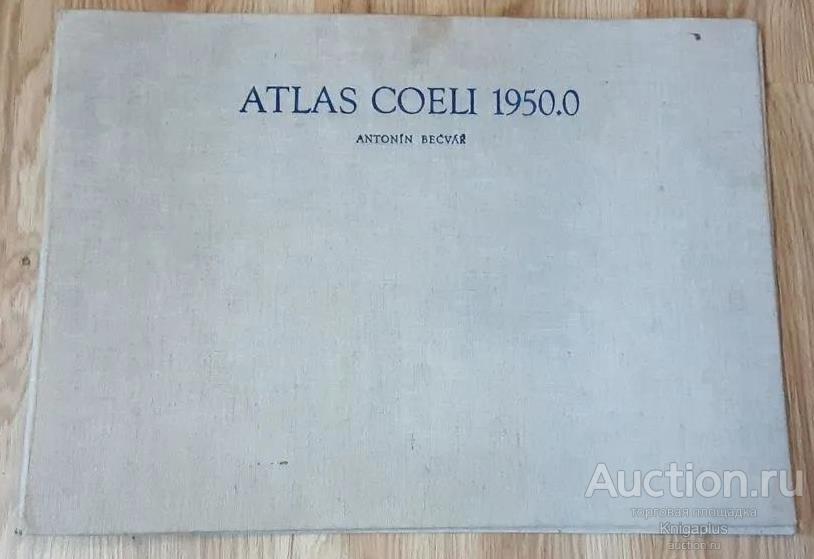 ATLAS COELI 1950.0
ANTONÍN BEČVÁŘ
Auction.ru
торговая площадка
Knigaplus
auction.ru